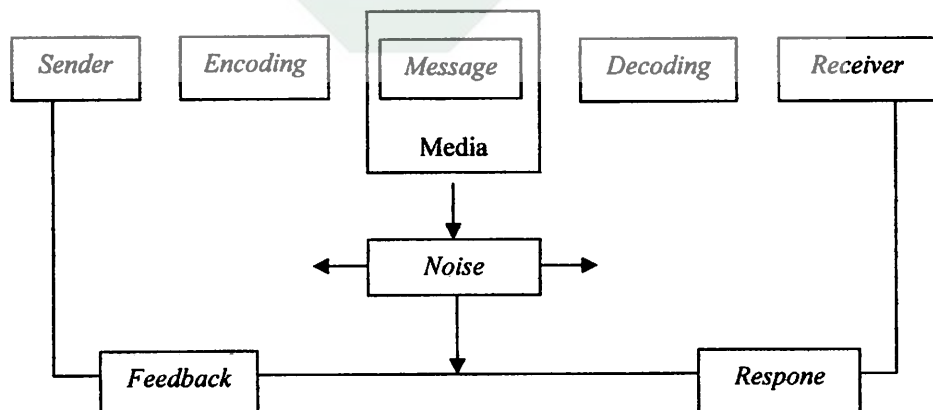 Sender Encoding Message Decoding Receiver
Media
Noise
Feedback Respone